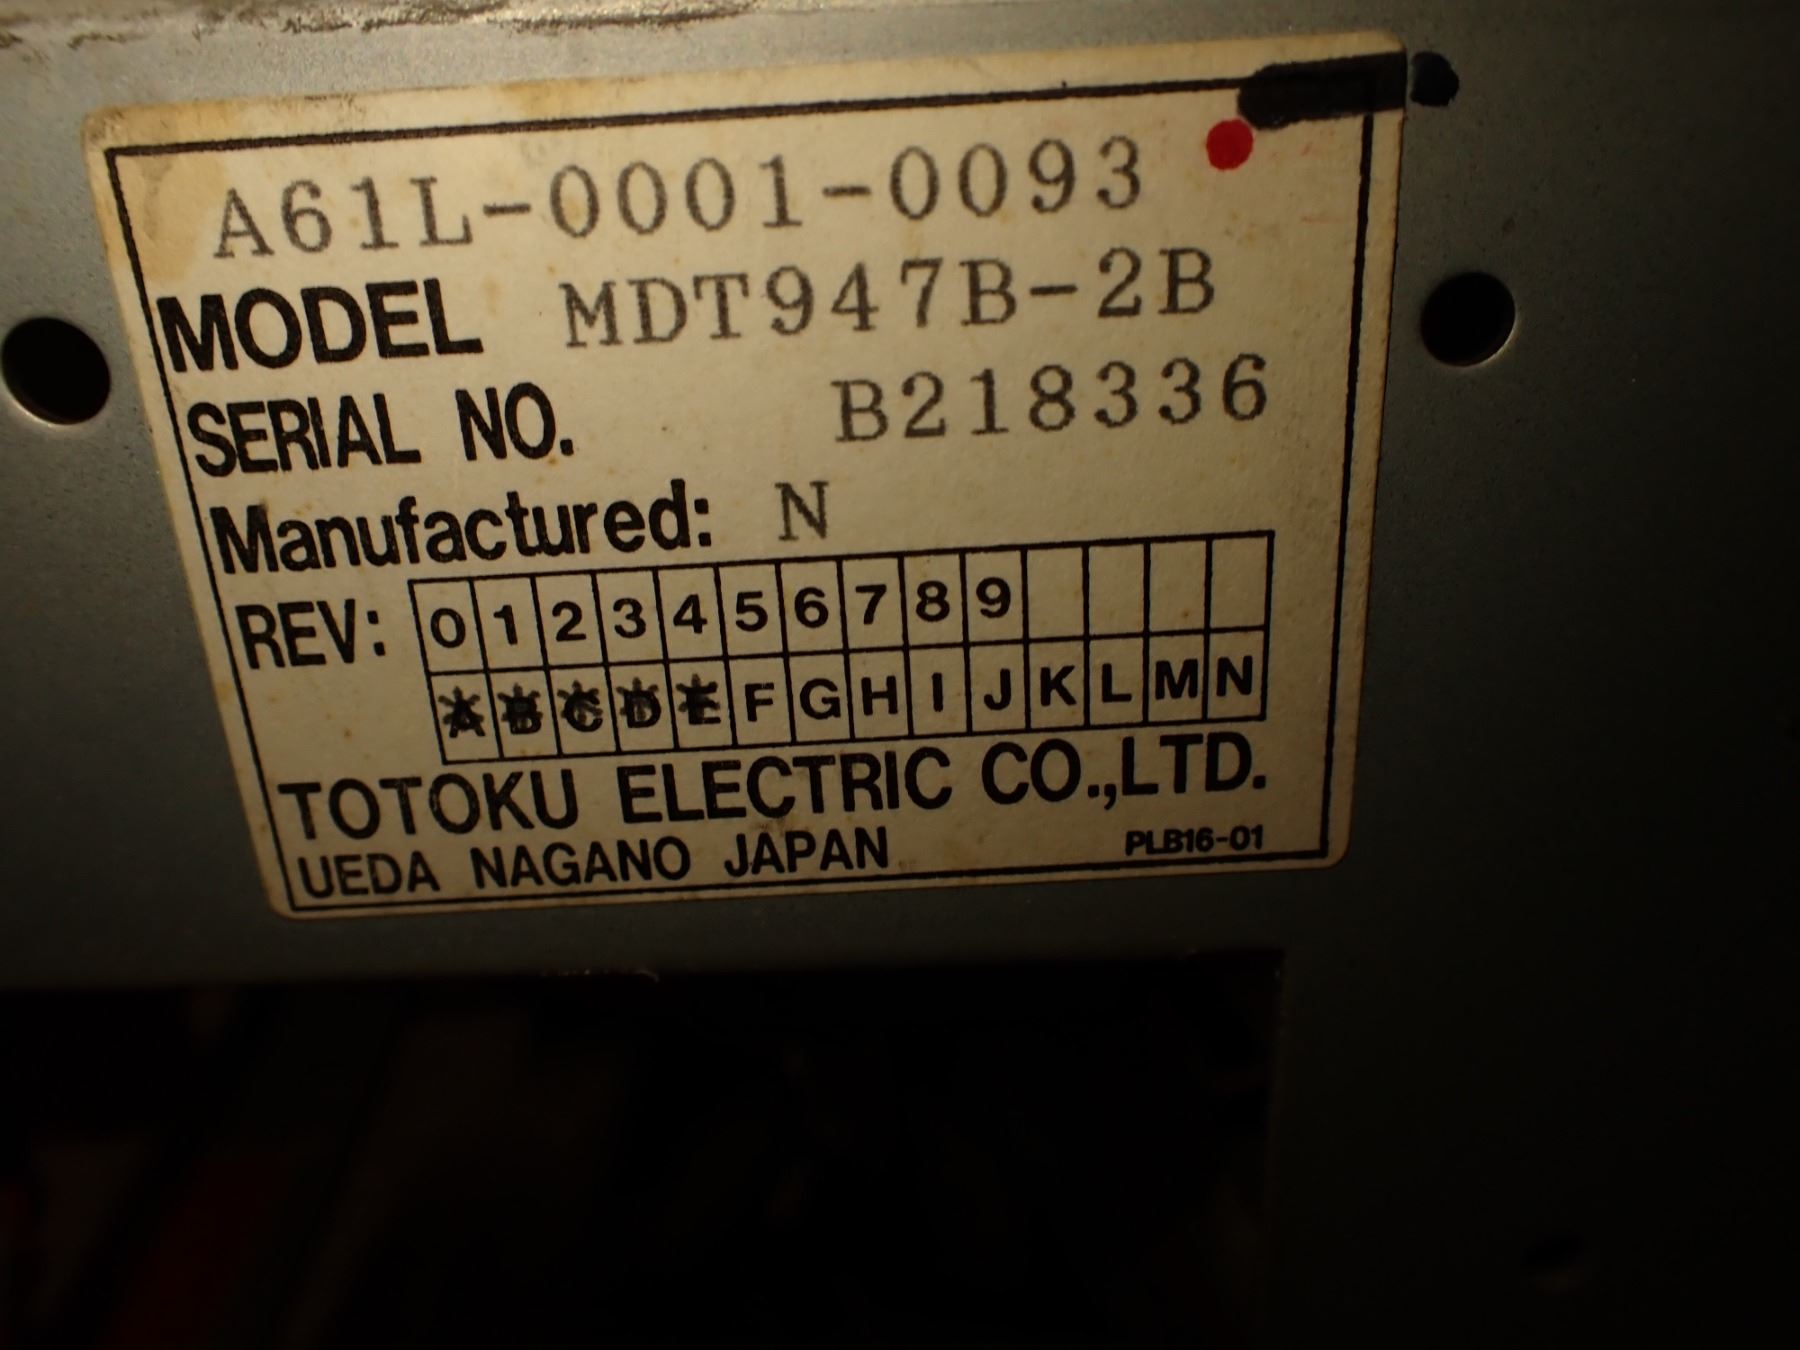 A61L-0001-0093
MODEL MDT947B-2B
SERIAL NO. B218336
Manufactured: N
REV: 0 1 2 3 4 5 6 7 8 9
A B C D E F G H I J K L M N
TOTOKU ELECTRIC CO.,LTD.
UEDA NAGANO JAPAN PLB16-01